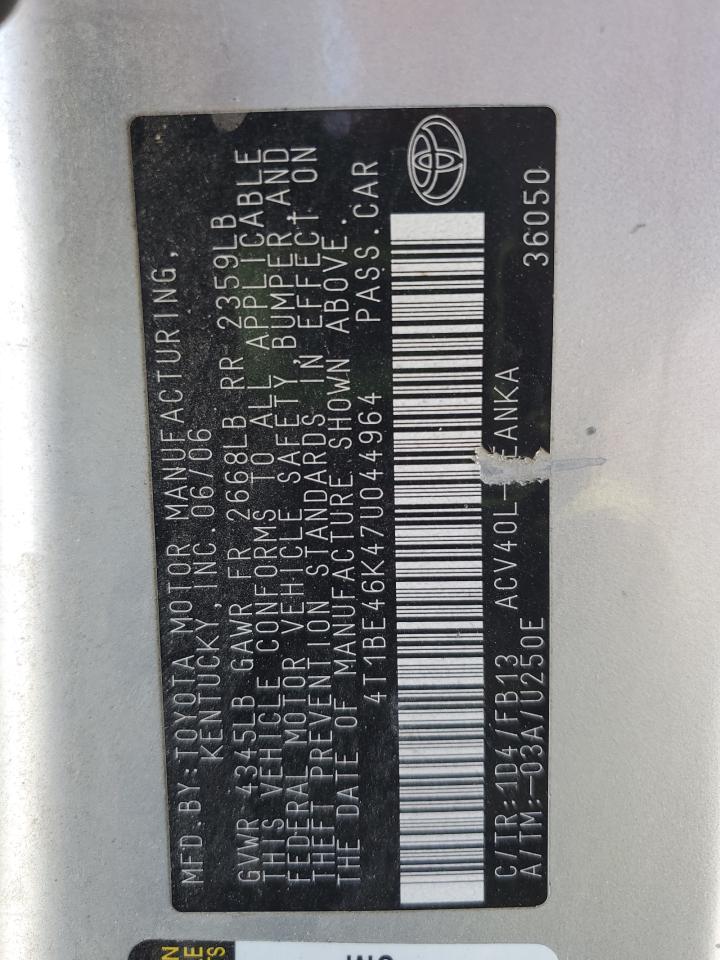 MFD.BY:TOYOTA MOTOR MANUFACTURING,
KENTUCKY, INC.06/06
GVWR 4345LB GAWR FR 2668LB RR 2359LB
THIS VEHICLE CONFORMS TO ALL APPLICABLE
FEDERAL MOTOR VEHICLE SAFETY, BUMPER, AND
THEFT PREVENTION STANDARDS IN EFFECT ON
THE DATE OF MANUFACTURE SHOWN ABOVE.
4T1BE46K47U044964 PASS.CAR
C/TR:1D4/FB13 ACV40L- EANKA
A/TM:-03A/U250E 36050